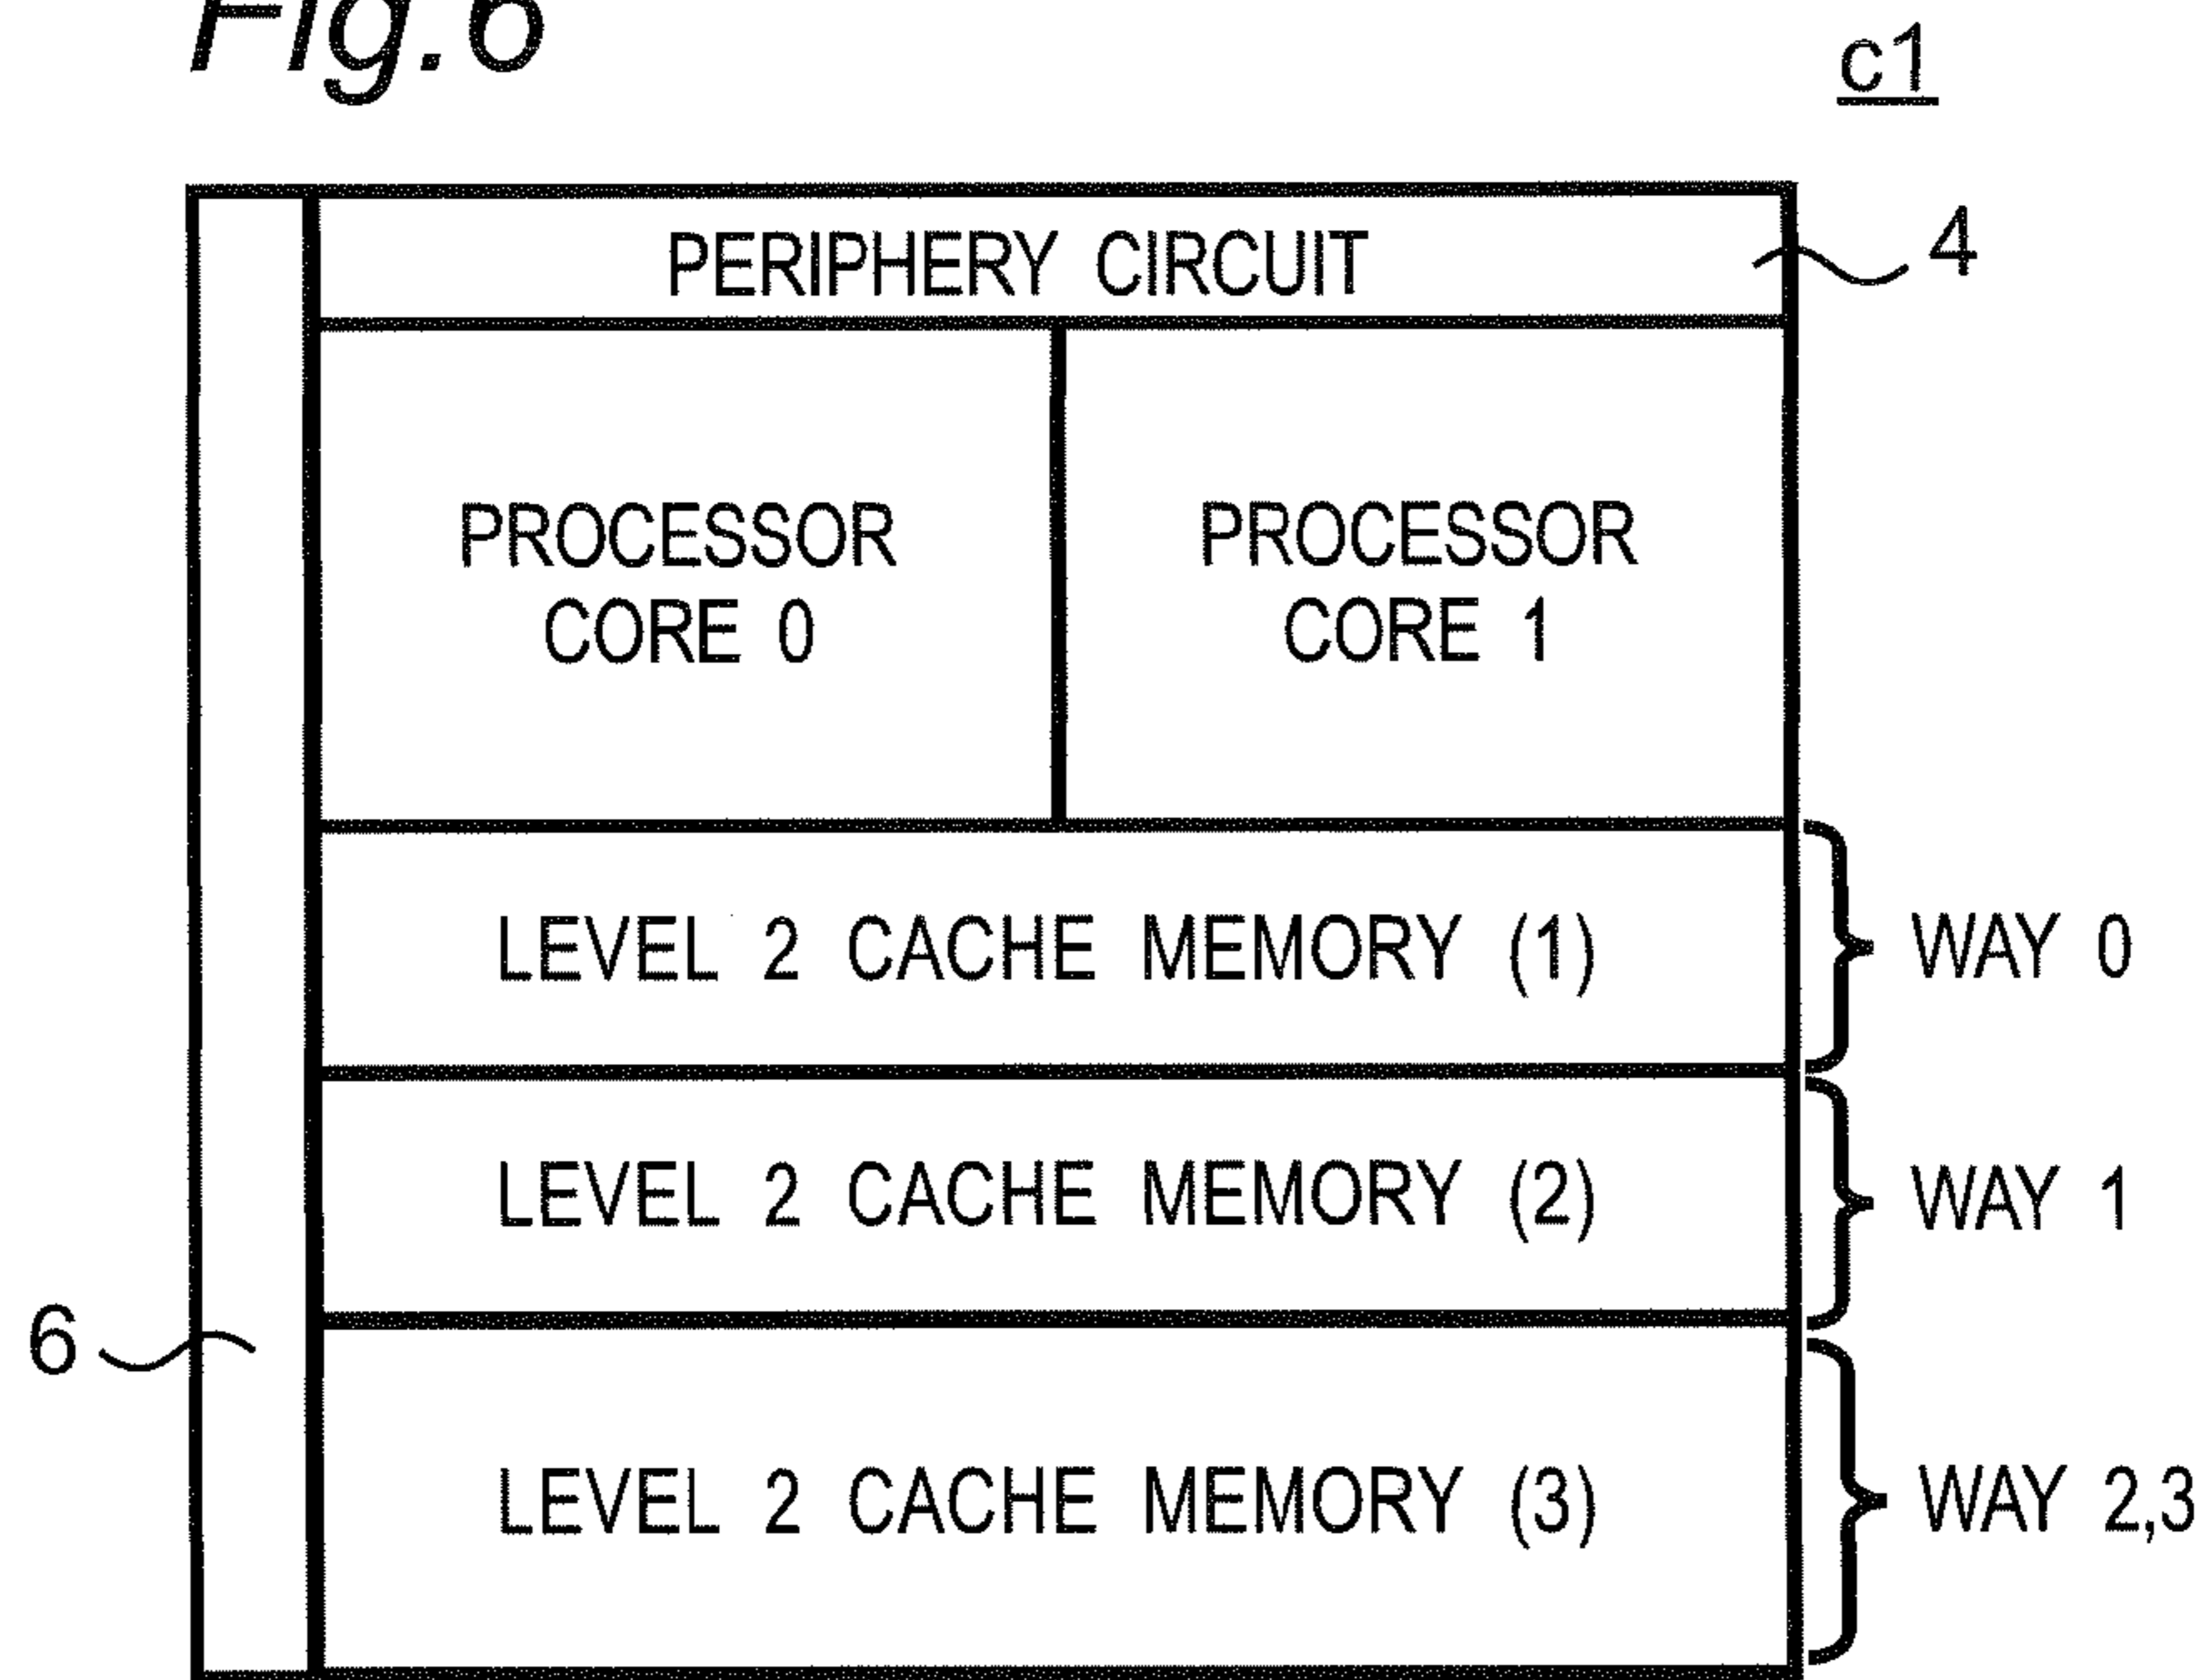 Fig.6
c1
PERIPHERY CIRCUIT
4
PROCESSOR
CORE 0
PROCESSOR
CORE 1
LEVEL 2 CACHE MEMORY (1)
WAY 0
LEVEL 2 CACHE MEMORY (2)
WAY 1
6
LEVEL 2 CACHE MEMORY (3)
WAY 2,3